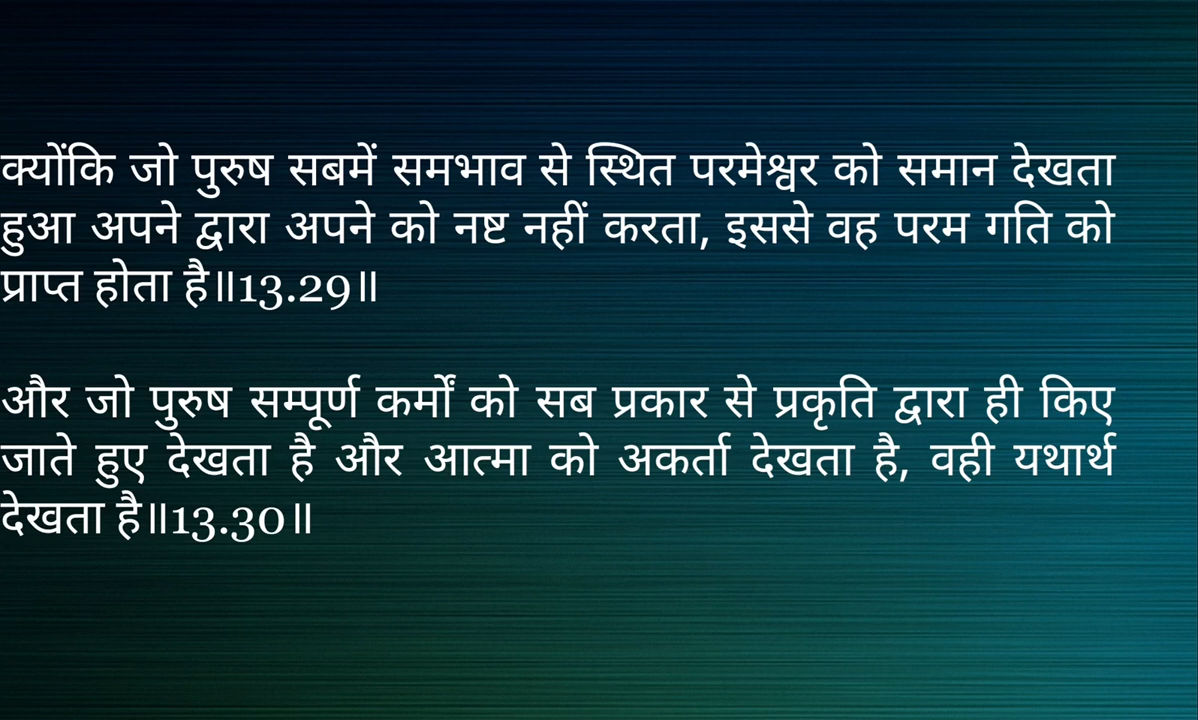 क्योंकि जो पुरुष सबमें समभाव से स्थित परमेश्वर को समान देखता
हुआ अपने द्वारा अपने को नष्ट नहीं करता, इससे वह परम गति को
प्राप्त होता है॥13.29॥
और जो पुरुष सम्पूर्ण कर्मों को सब प्रकार से प्रकृति द्वारा ही किए
जाते हुए देखता है और आत्मा को अकर्ता देखता है, वही यथार्थ
देखता है॥13.30॥